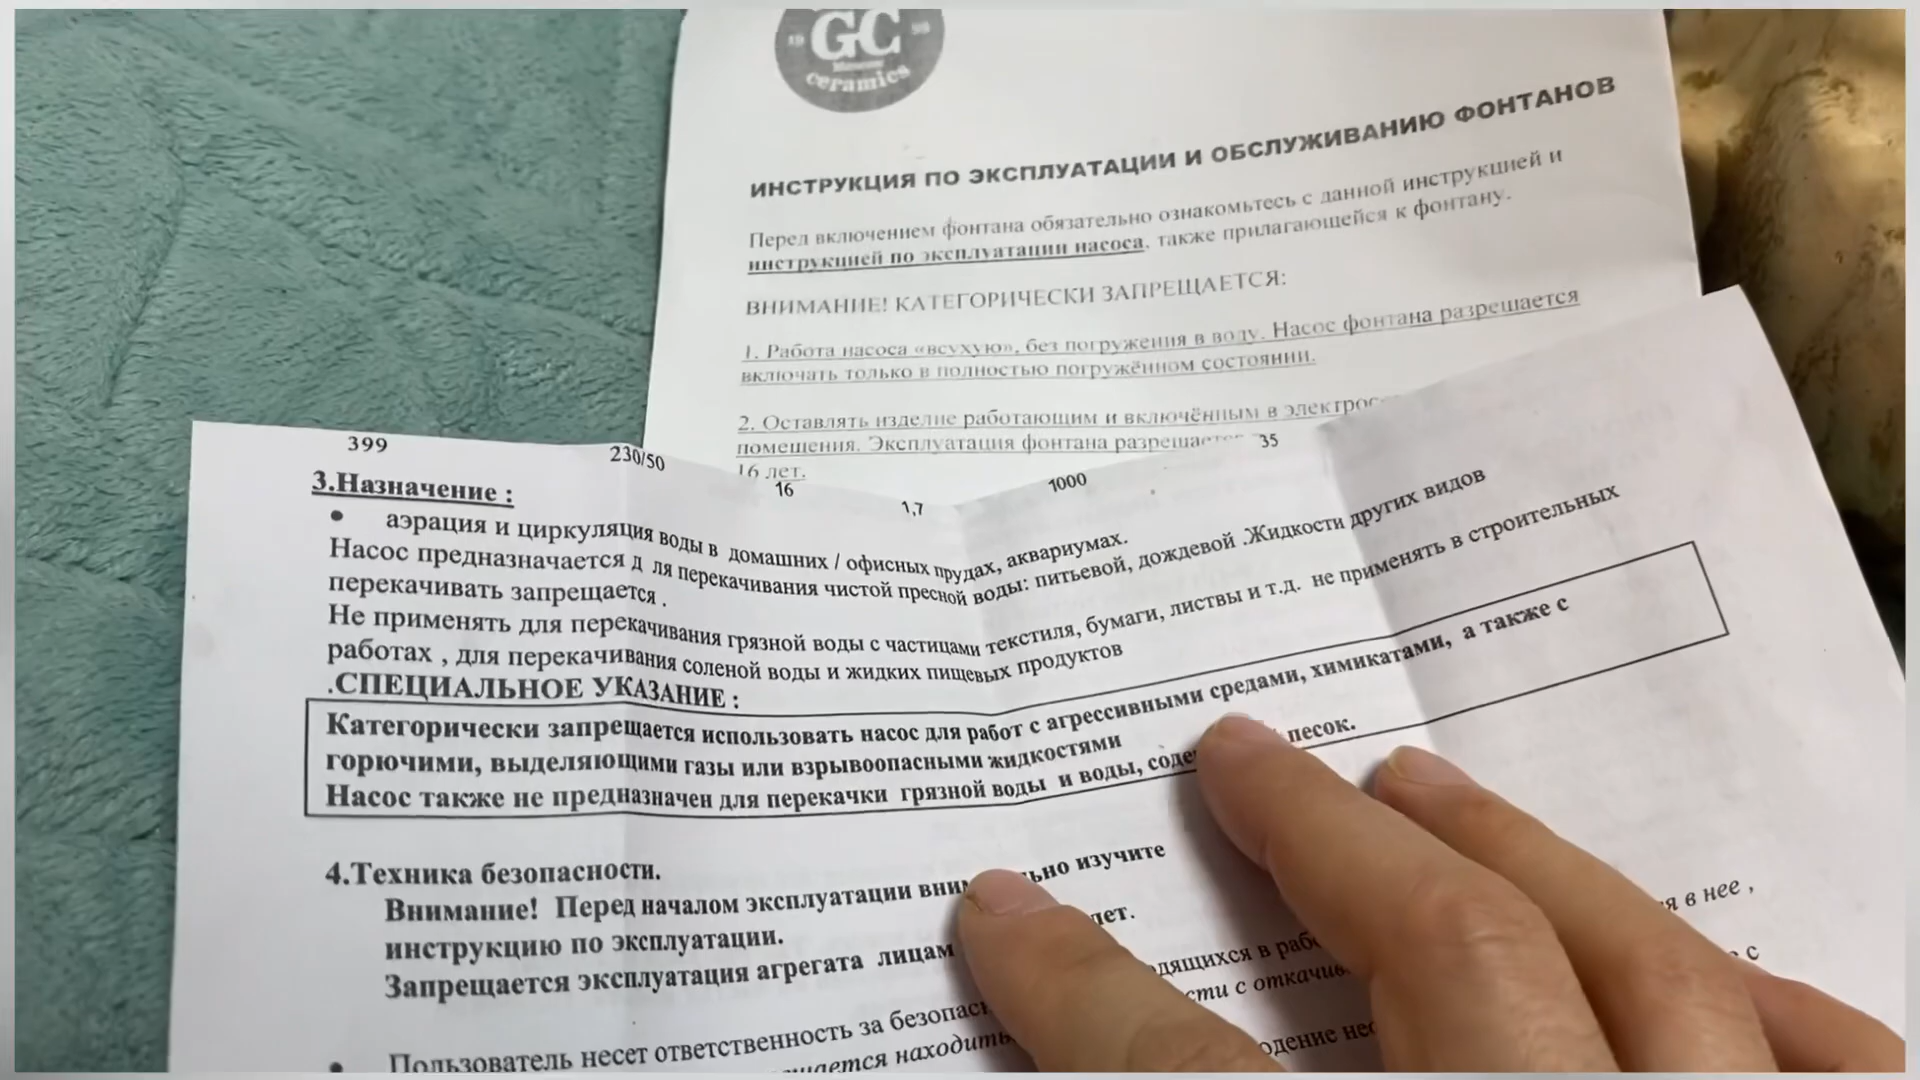 19 GC 98
ceramics
ИНСТРУКЦИЯ ПО ЭКСПЛУАТАЦИИ И ОБСЛУЖИВАНИЮ ФОНТАНОВ
Перед включением фонтана обязательно ознакомьтесь с данной инструкцией и
инструкцией по эксплуатации насоса, также прилагающейся к фонтану.
ВНИМАНИЕ! КАТЕГОРИЧЕСКИ ЗАПРЕЩАЕТСЯ:
1. Работа насоса «всухую», без погружения в воду. Насос фонтана разрешается
включать только в полностью погружённом состоянии.
2. Оставлять изделие работающим и включённым в
помещения. Эксплуатация фонтана
16 лет.
399 230/50 16 1,7 1000 35
3.Назначение :
• аэрация и циркуляция воды в домашних / офисных прудах, аквариумах.
Насос предназначается д ля перекачивания чистой пресной воды: питьевой, дождевой .Жидкости других видов
перекачивать запрещается .
Не применять для перекачивания грязной воды с частицами текстиля, бумаги, листвы и т.д. не применять в строительных
работах , для перекачивания соленой воды и жидких пищевых продуктов
.СПЕЦИАЛЬНОЕ УКАЗАНИЕ :
Категорически запрещается использовать насос для работ с агрессивными средами, химикатами, а также с
горючими, выделяющими газы или взрывоопасными жидкостями
Насос также не предназначен для перекачки грязной воды и воды, песок.
4.Техника безопасности.
Внимание! Перед началом эксплуатации изучите
инструкцию по эксплуатации.
Запрещается эксплуатация агрегата лицам лет.
• Пользователь несет ответственность за в
в нее ,
с откачив
с